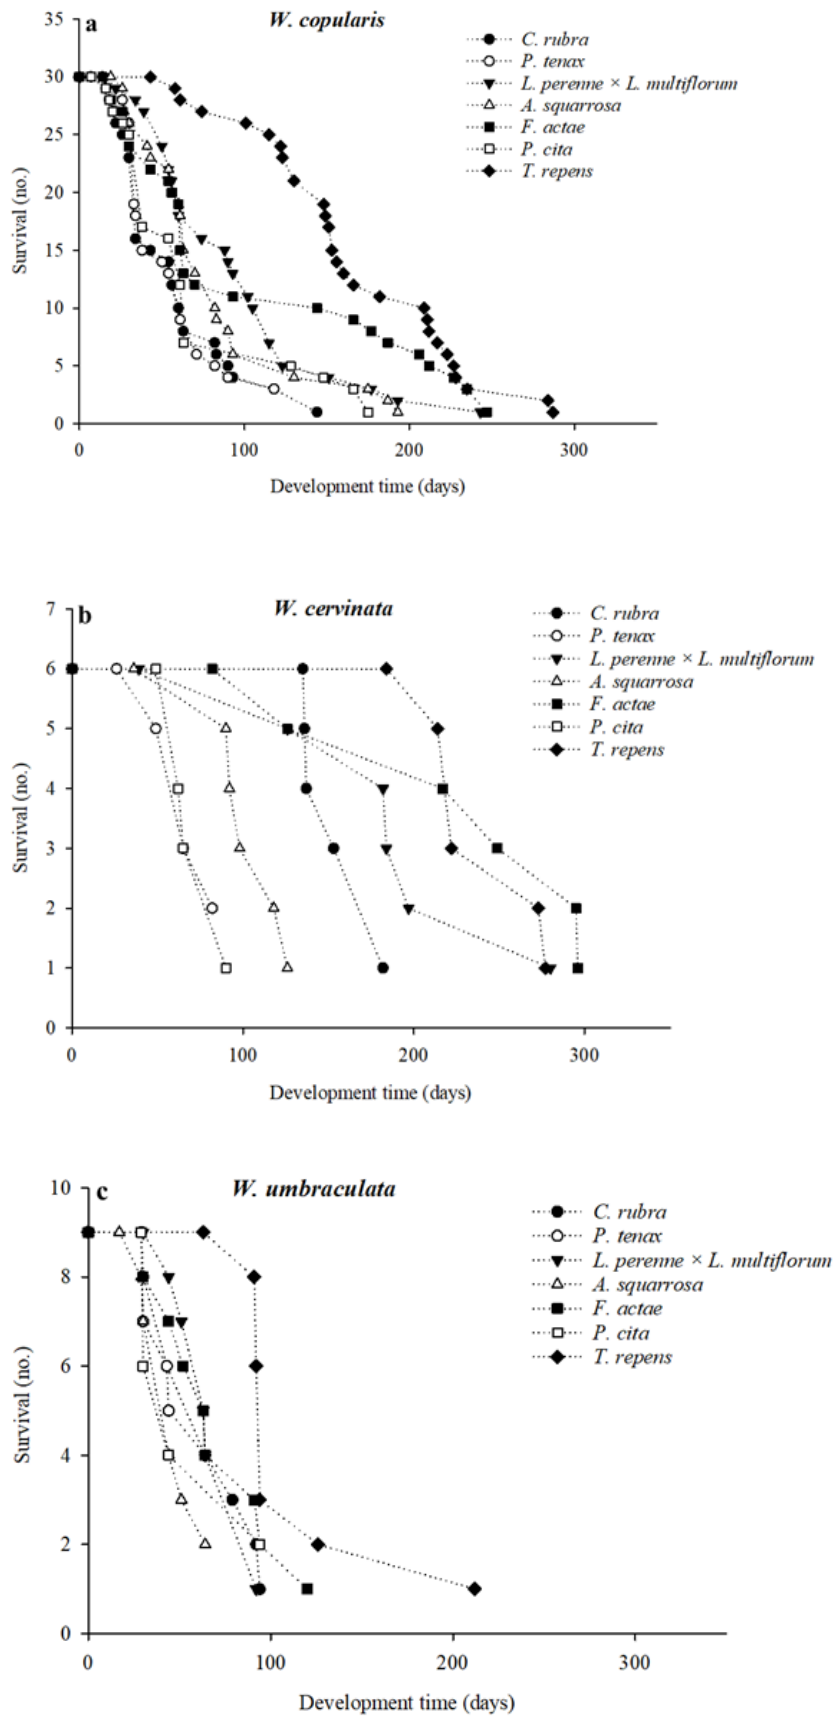 a
W. copularis
35
30
25
20
15
10
5
0
Survival (no.)
C. rubra
P. tenax
L. perenne × L. multiflorum
A. squarrosa
F. actae
P. cita
T. repens
0 100 200 300
Development time (days)
b
W. cervinata
7
6
5
4
3
2
1
0
Survival (no.)
C. rubra
P. tenax
L. perenne × L. multiflorum
A. squarrosa
F. actae
P. cita
T. repens
0 100 200 300
Development time (days)
c
W. umbraculata
10
8
6
4
2
0
Survival (no.)
C. rubra
P. tenax
L. perenne × L. multiflorum
A. squarrosa
F. actae
P. cita
T. repens
0 100 200 300
Development time (days)